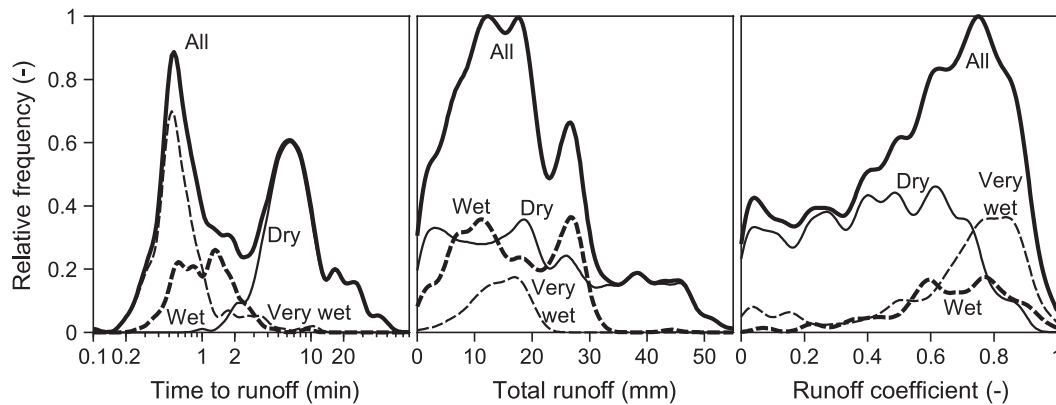 Relative frequency (-)
1
0.8
0.6
0.4
0.2
0
All
Dry
Wet
Very wet
0.1 0.2 1 2 10 20
Time to runoff (min)
All
Wet
Dry
Very
wet
0 10 20 30 40 50
Total runoff (mm)
All
Dry
Very
wet
Wet
0 0.2 0.4 0.6 0.8 1
Runoff coefficient (-)